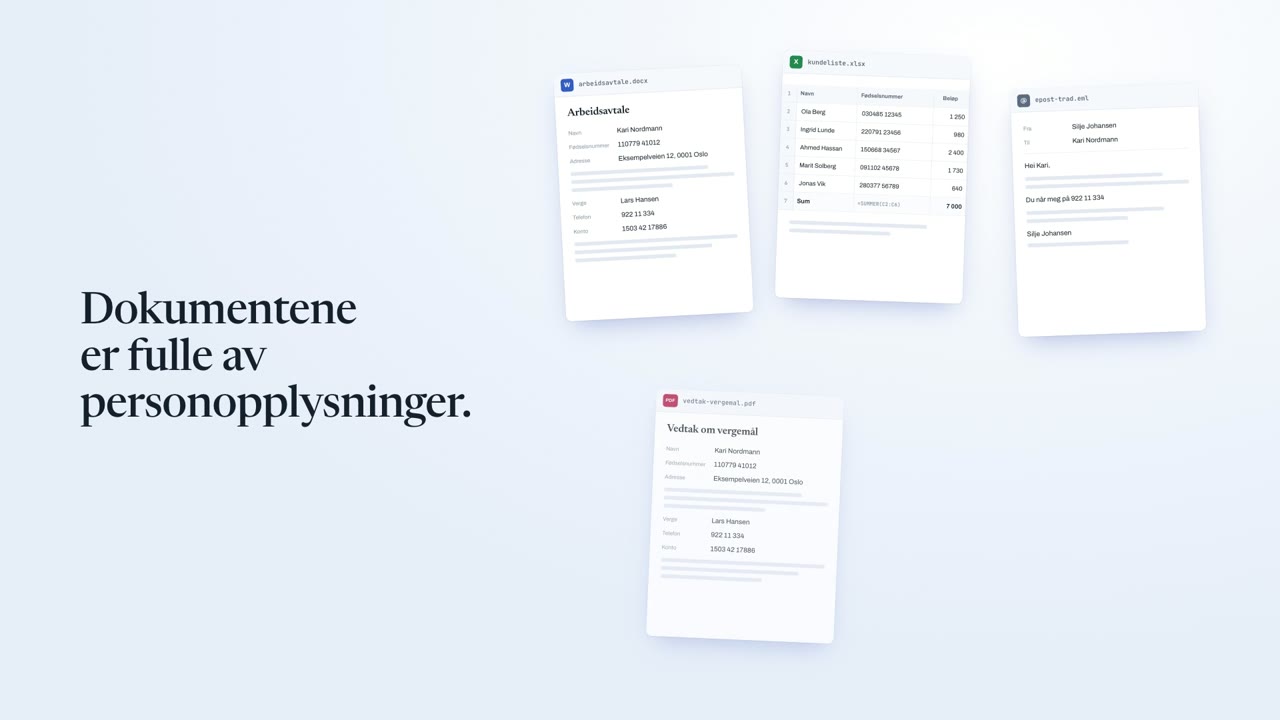 Dokumentene
er fulle av
personopplysninger.
W arbeidsavtale.docx
Arbeidsavtale
Navn Kari Nordmann
Fødselsnummer 110779 41012
Adresse Eksempelveien 12, 0001 Oslo
Verge Lars Hansen
Telefon 922 11 334
Konto 1503 42 17886
X kundeliste.xlsx
1 Navn Fødselsnummer Beløp
2 Ola Berg 030485 12345 1 250
3 Ingrid Lunde 220791 23456 980
4 Ahmed Hassan 150668 34567 2 400
5 Marit Solberg 091102 45678 1 730
6 Jonas Vik 280377 56789 640
7 Sum =SUMMER(C2:C6) 7 000
@ epost-trad.eml
Fra Silje Johansen
Til Kari Nordmann
Hei Kari,
Du når meg på 922 11 334
Silje Johansen
PDF vedtak-vergemal.pdf
Vedtak om vergemål
Navn Kari Nordmann
Fødselsnummer 110779 41012
Adresse Eksempelveien 12, 0001 Oslo
Verge Lars Hansen
Telefon 922 11 334
Konto 1503 42 17886